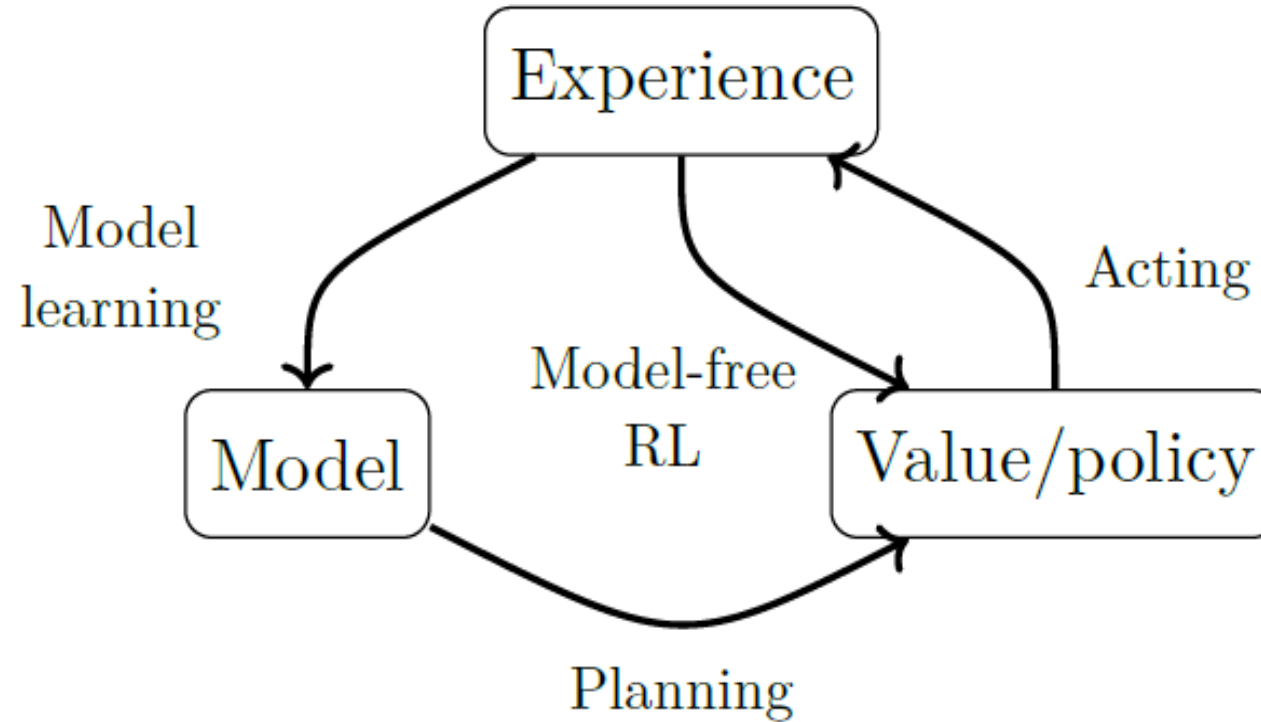 Experience
Model
learning
Acting
Model-free
RL
Model
Value/policy
Planning